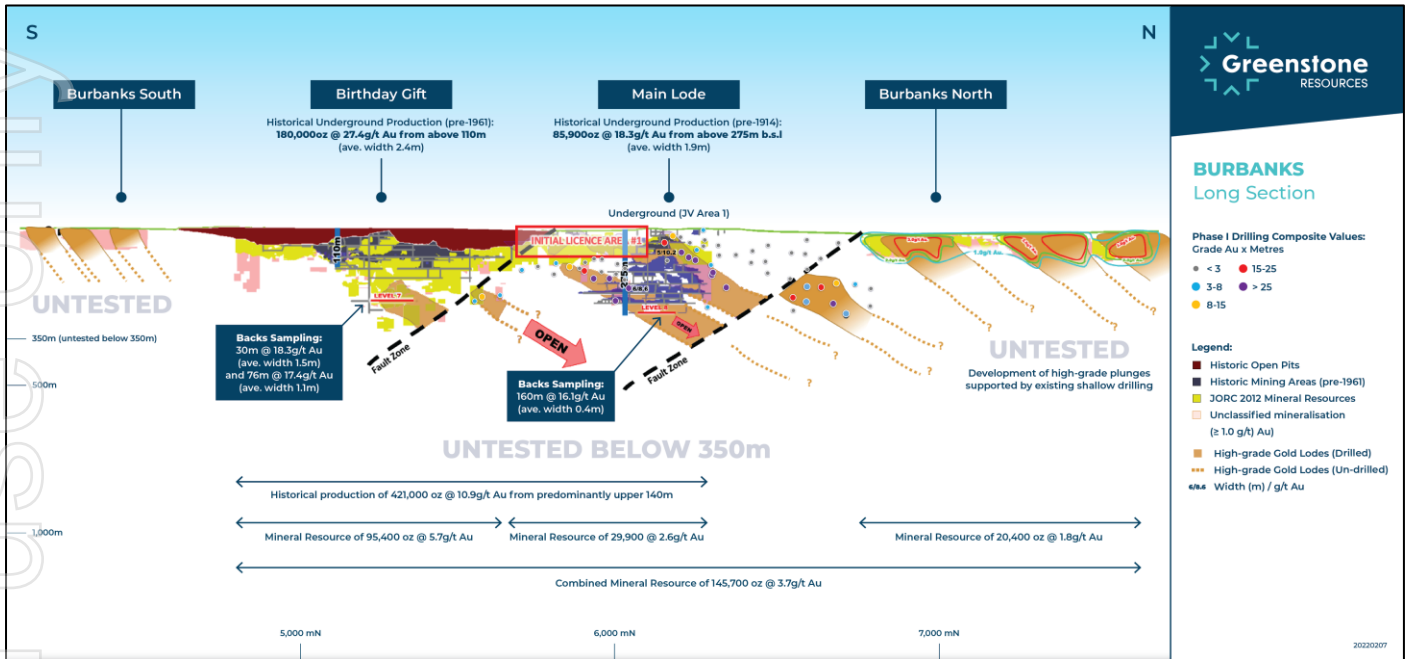 S
N
Burbanks South
Birthday Gift
Main Lode
Burbanks North
Historical Underground Production (pre-1961):
180,000oz @ 27.4g/t Au from above 110m
(ave. width 2.4m)
Historical Underground Production (pre-1914):
85,900oz @ 18.3g/t Au from above 275m b.s.l
(ave. width 1.9m)
Underground (JV Area 1)
INITIAL LICENCE AREA #1
110m
LEVEL 7
LEVEL 4
UNTESTED
350m (untested below 350m)
500m
1,000m
Backs Sampling:
30m @ 18.3g/t Au
(ave. width 1.5m)
and 76m @ 17.4g/t Au
(ave. width 1.1m)
Fault Zone
OPEN
?
?
Backs Sampling:
160m @ 16.1g/t Au
(ave. width 0.4m)
OPEN
Fault Zone
?
?
?
?
?
?
UNTESTED
Development of high-grade plunges
supported by existing shallow drilling
UNTESTED BELOW 350m
Historical production of 421,000 oz @ 10.9g/t Au from predominantly upper 140m
Mineral Resource of 95,400 oz @ 5.7g/t Au
Mineral Resource of 29,900 @ 2.6g/t Au
Mineral Resource of 20,400 oz @ 1.8g/t Au
Combined Mineral Resource of 145,700 oz @ 3.7g/t Au
5,000 mN
6,000 mN
7,000 mN
Greenstone
RESOURCES
BURBANKS
Long Section
Phase I Drilling Composite Values:
Grade Au x Metres
< 3
15-25
3-8
> 25
8-15
Legend:
Historic Open Pits
Historic Mining Areas (pre-1961)
JORC 2012 Mineral Resources
Unclassified mineralisation
(≥ 1.0 g/t) Au)
High-grade Gold Lodes (Drilled)
High-grade Gold Lodes (Un-drilled)
6/8.6 Width (m) / g/t Au
20220207